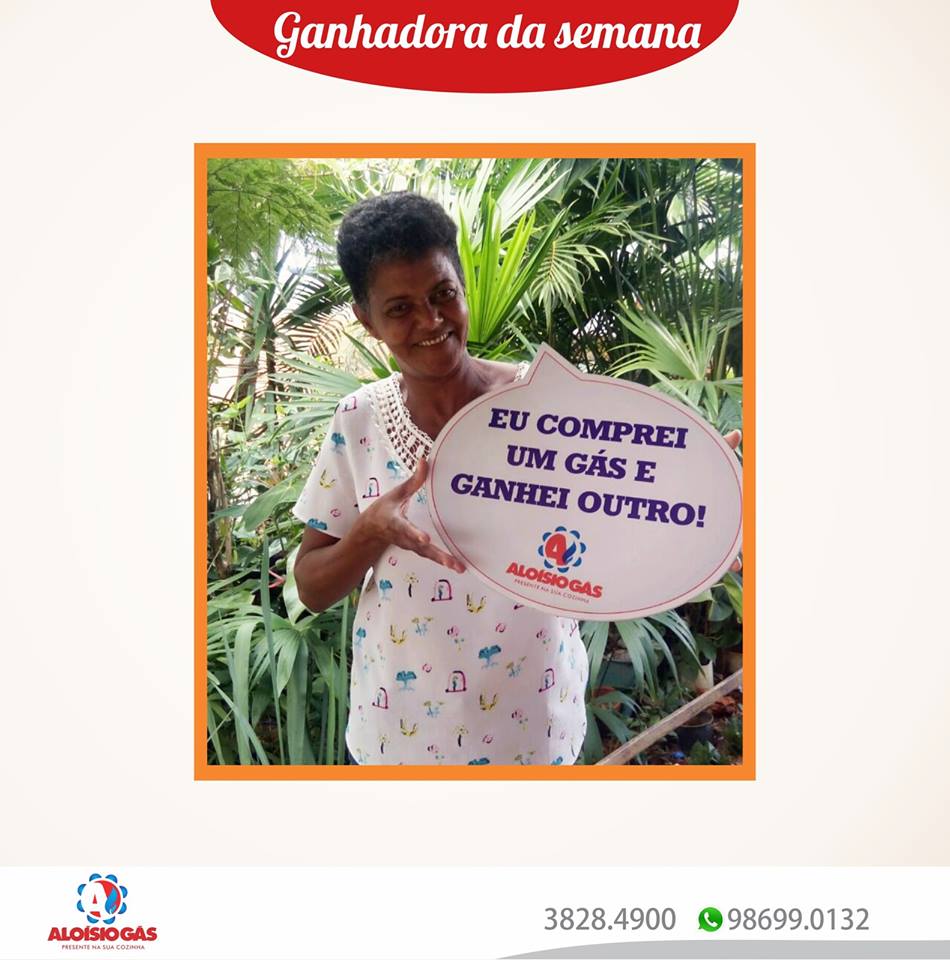 Ganhadora da semana
EU COMPREI
UM GÁS E
GANHEI OUTRO!
ALOÍSIO GÁS
PRESENTE NA SUA COZINHA
ALOÍSIO GÁS
PRESENTE NA SUA COZINHA
3828.4900 98699.0132